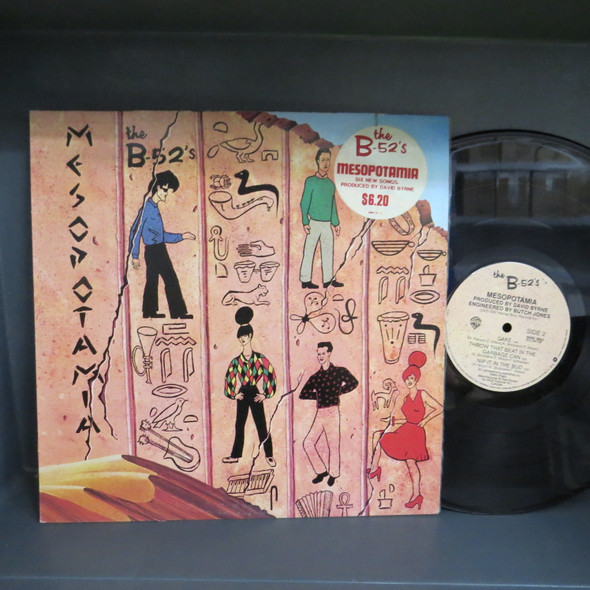 MESOPOTAMIA
the
B-52's
the
B-52's
MESOPOTAMIA
SIX NEW SONGS.
PRODUCED BY DAVID BYRNE
$6.20
the
B-52's
MESOPOTAMIA
PRODUCED BY DAVID BYRNE
ENGINEERED BY BUTCH JONES
SIDE 2
CAKE
THROW THAT BEAT IN THE
GARBAGE CAN
NIP IT IN THE BUD